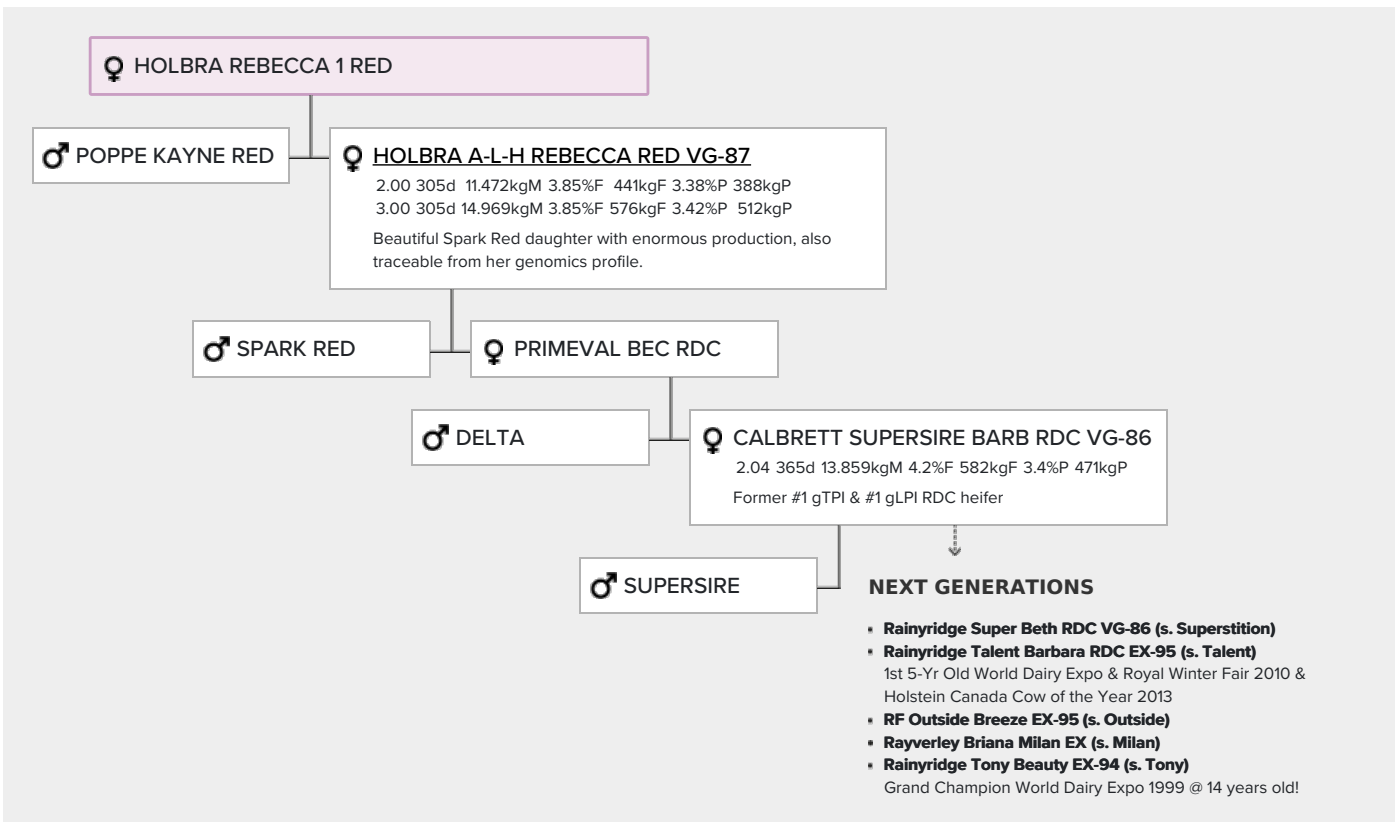 HOLBRA REBECCA 1 RED
POPPE KAYNE RED
HOLBRA A-L-H REBECCA RED VG-87
2.00 305d 11.472kgM 3.85%F 441kgF 3.38%P 388kgP
3.00 305d 14.969kgM 3.85%F 576kgF 3.42%P 512kgP
Beautiful Spark Red daughter with enormous production, also
traceable from her genomics profile.
SPARK RED
PRIMEVAL BEC RDC
DELTA
CALBRETT SUPERSIRE BARB RDC VG-86
2.04 365d 13.859kgM 4.2%F 582kgF 3.4%P 471kgP
Former #1 gTPI & #1 gLPI RDC heifer
SUPERSIRE
NEXT GENERATIONS
Rainyridge Super Beth RDC VG-86 (s. Superstition)
Rainyridge Talent Barbara RDC EX-95 (s. Talent)
1st 5-Yr Old World Dairy Expo & Royal Winter Fair 2010 &
Holstein Canada Cow of the Year 2013
RF Outside Breeze EX-95 (s. Outside)
Rayverley Briana Milan EX (s. Milan)
Rainyridge Tony Beauty EX-94 (s. Tony)
Grand Champion World Dairy Expo 1999 @ 14 years old!